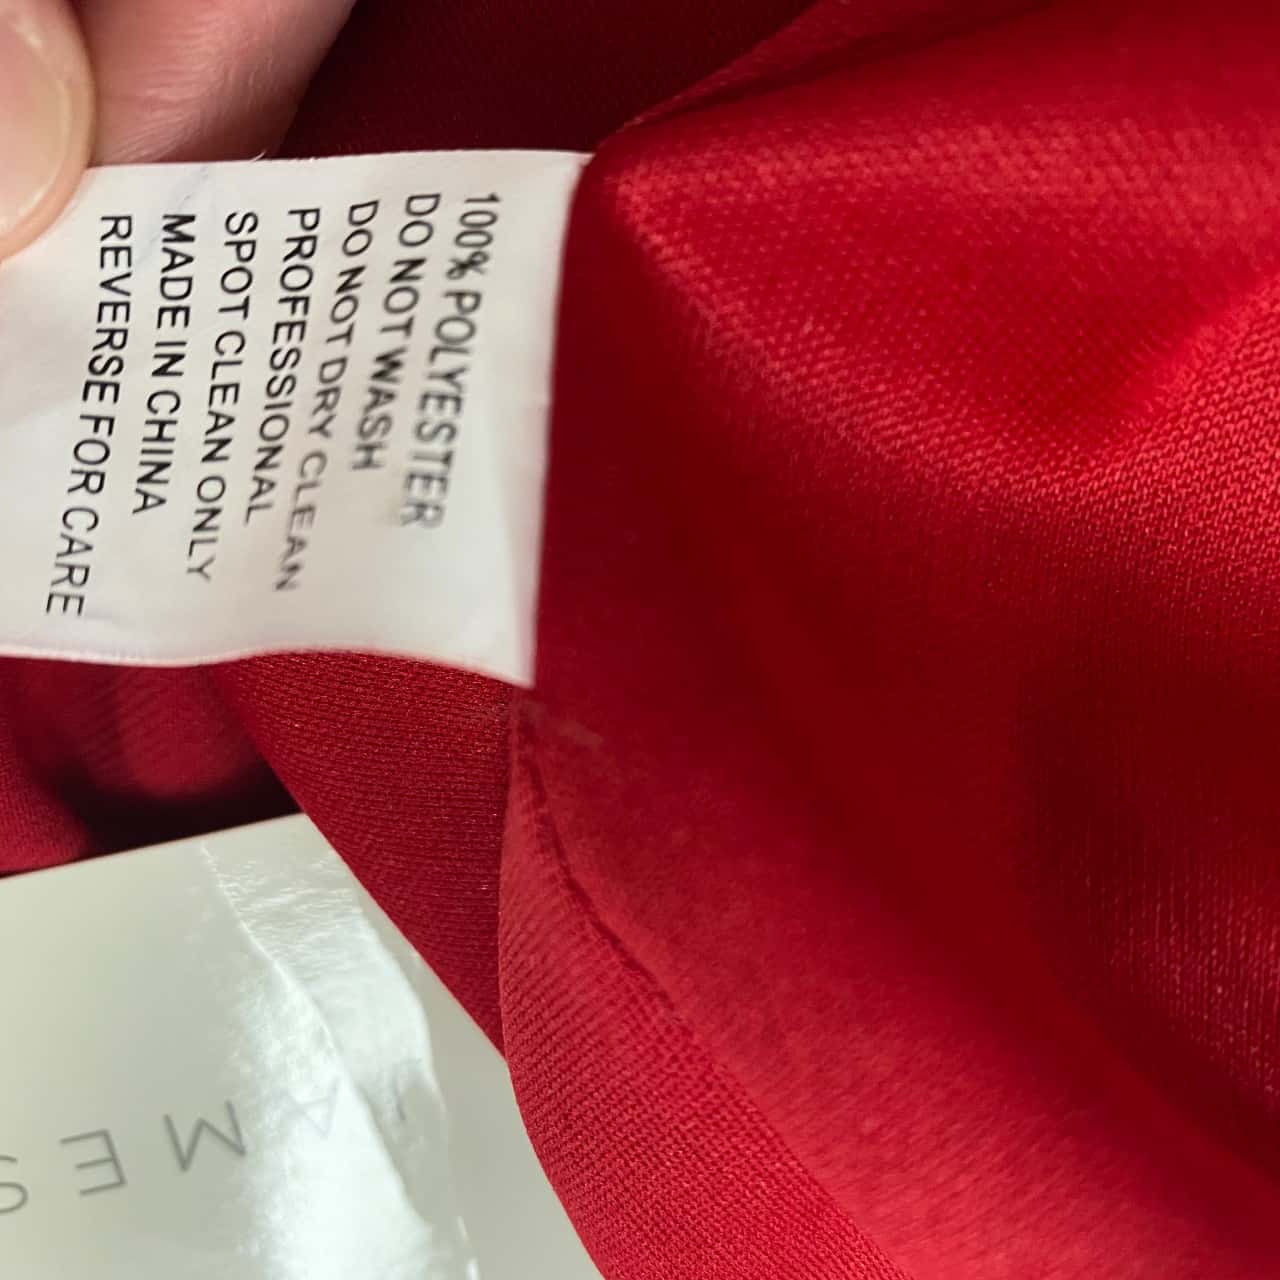 100% POLYESTER
DO NOT WASH
DO NOT DRY CLEAN
PROFESSIONAL
SPOT CLEAN ONLY
MADE IN CHINA
REVERSE FOR CARE
AMES